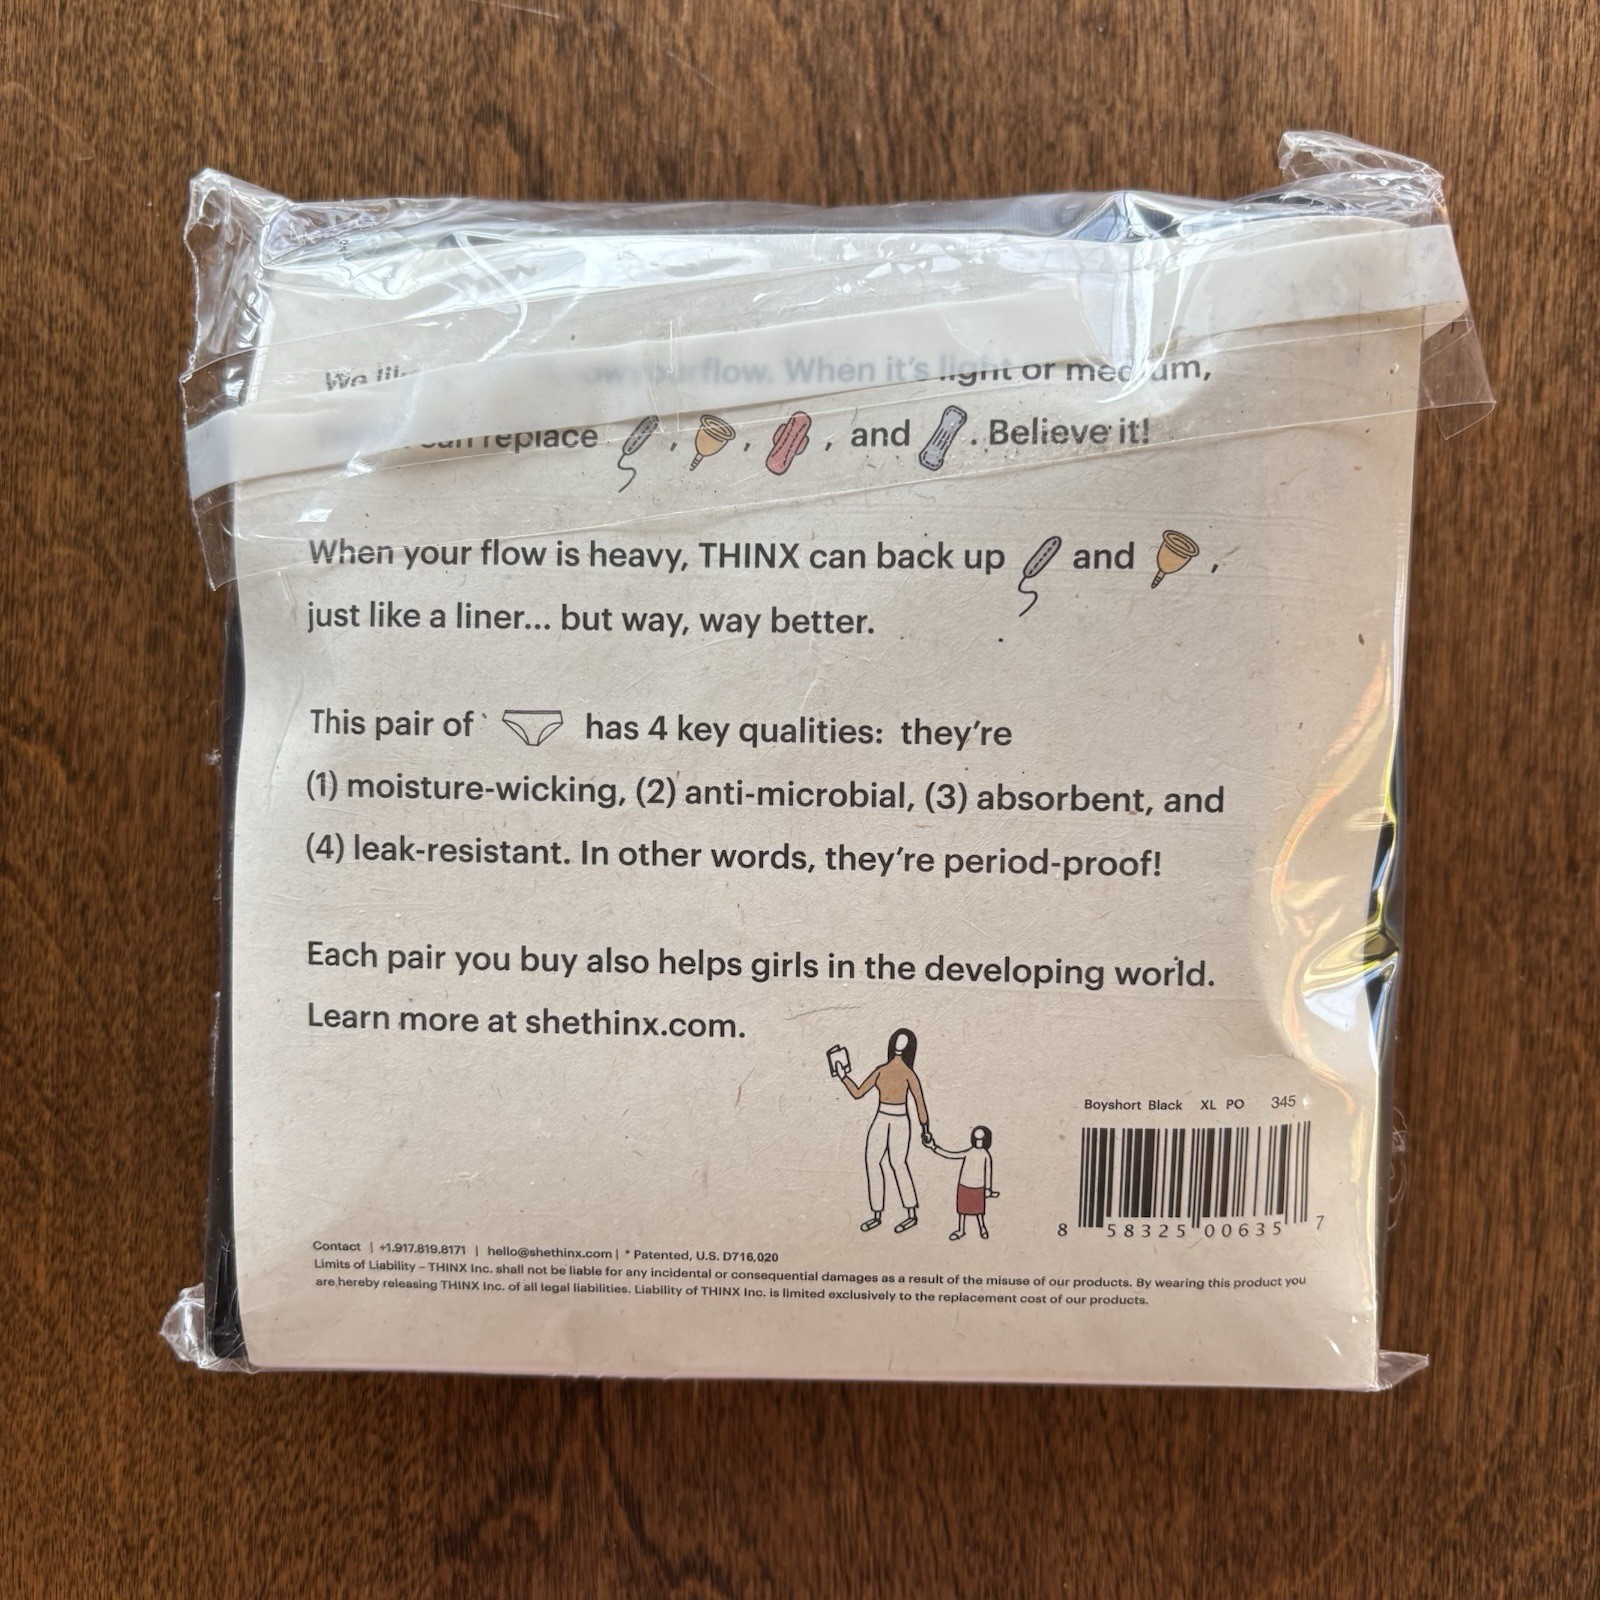 We flow. When it's light or medium,
can replace , , , and . Believe it!
When your flow is heavy, THINX can back up and ,
just like a liner... but way, way better.
This pair of has 4 key qualities: they're
(1) moisture-wicking, (2) anti-microbial, (3) absorbent, and
(4) leak-resistant. In other words, they're period-proof!
Each pair you buy also helps girls in the developing world.
Learn more at shethinx.com.
Boyshort Black XL PO 345
8 58325 00635 7
Contact | +1.917.819.8171 | hello@shethinx.com | * Patented, U.S. D716,020
Limits of Liability – THINX Inc. shall not be liable for any incidental or consequential damages as a result of the misuse of our products. By wearing this product you
are hereby releasing THINX Inc. of all legal liabilities. Liability of THINX Inc. is limited exclusively to the replacement cost of our products.